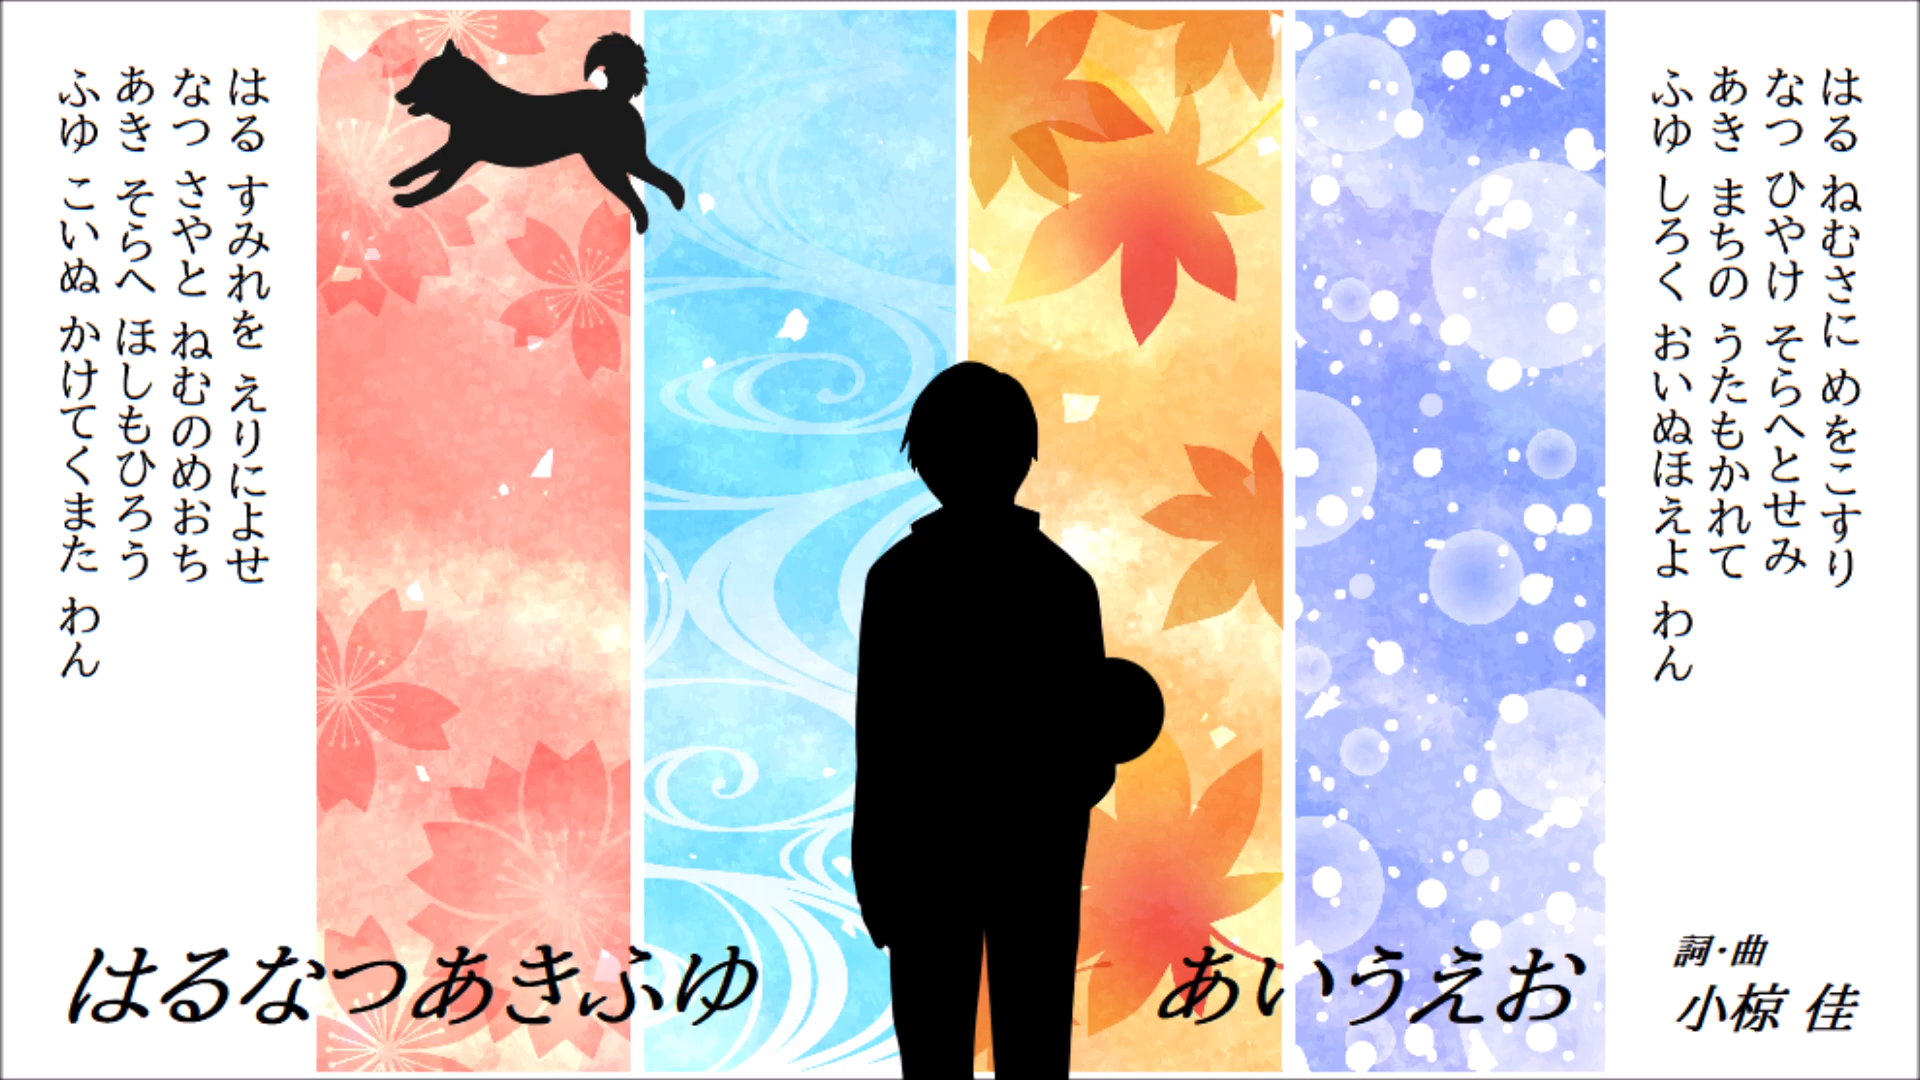 はる ねむさに めをこすり
なつ ひやけ そらへとせみ
あき まちの うたもかれて
ふゆ しろく おいぬほえよ わん
はる すみれを えりによせ
なつ さやと ねむのめおち
あき そらへ ほしもひろう
ふゆ こいぬ かけてくまた わん
はるなつあきふゆ あいうえお
詞・曲
小椋 佳